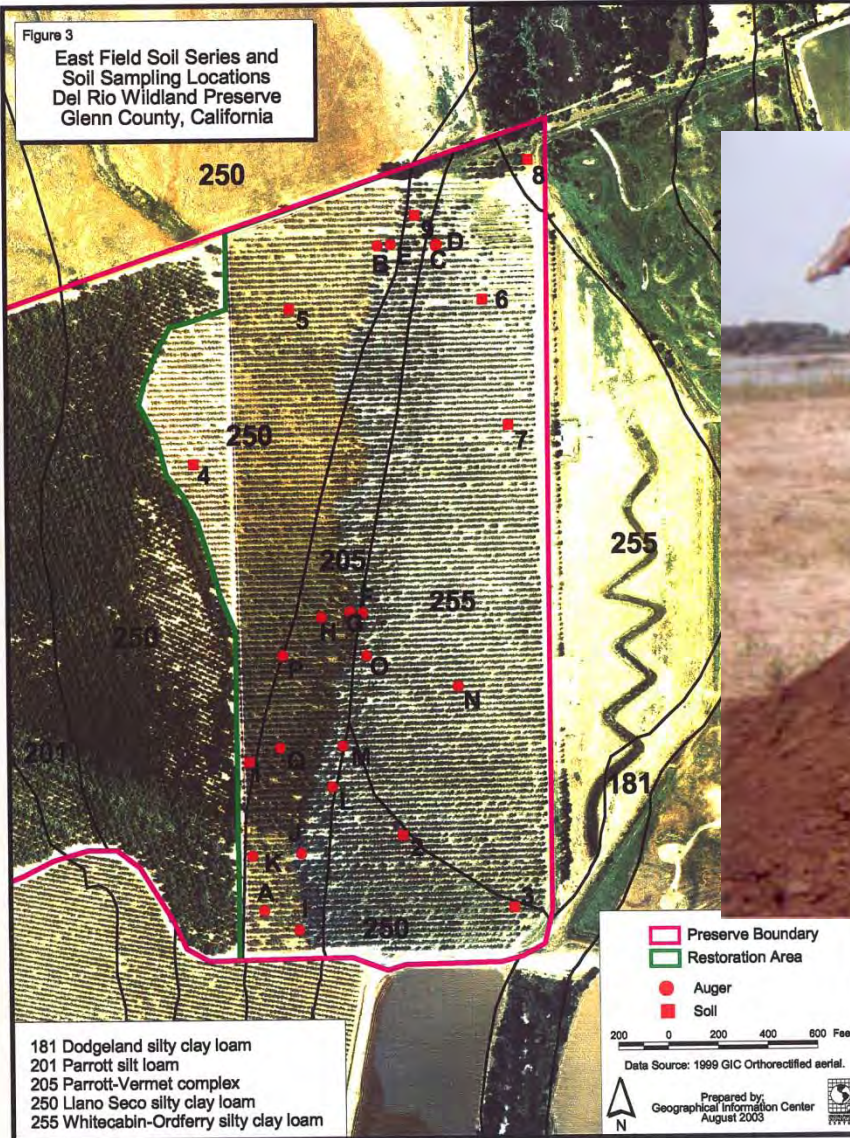 Figure 3
East Field Soil Series and
Soil Sampling Locations
Del Rio Wildland Preserve
Glenn County, California
250
8
9
D
B
E
C
6
5
7
250
4
255
205
F
255
G
H
250
P
O
N
201
Q
M
1
181
L
2
J
K
3
A
I
250
Preserve Boundary
Restoration Area
Auger
Soil
200 0 200 400 600 Fee
Data Source: 1999 GIC Orthorectified aerial.
N
Prepared by:
Geographical Information Center
August 2003
181 Dodgeland silty clay loam
201 Parrott silt loam
205 Parrott-Vermet complex
250 Llano Seco silty clay loam
255 Whitecabin-Ordferry silty clay loam